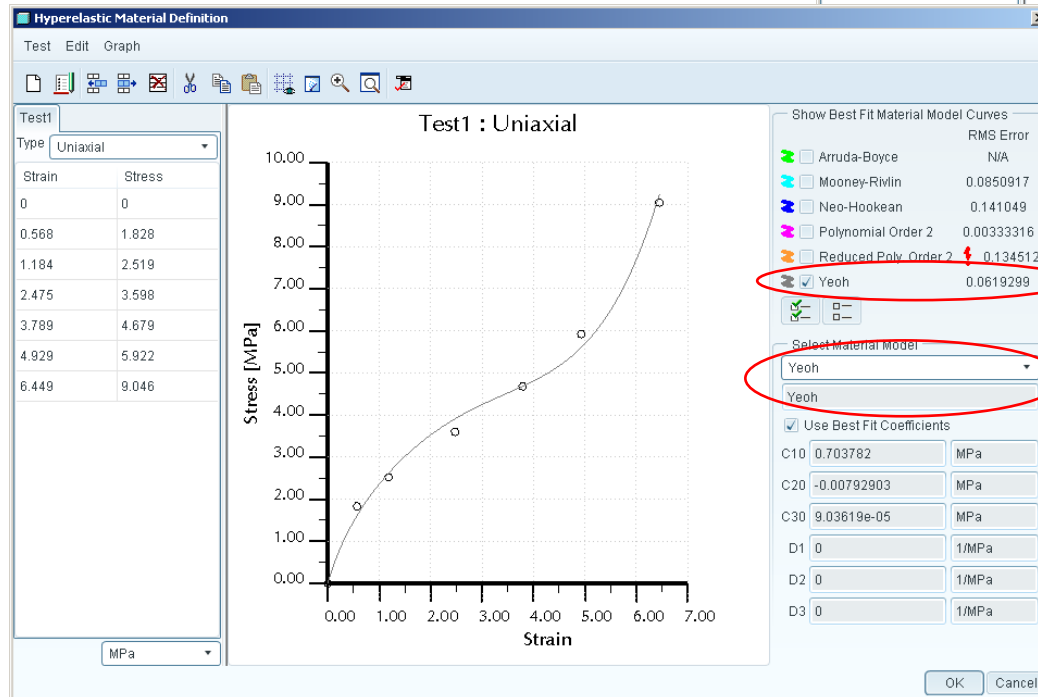 Hyperelastic Material Definition
Test Edit Graph
Test1
Type Uniaxial
Strain Stress
0 0
0.568 1.828
1.184 2.519
2.475 3.598
3.789 4.679
4.929 5.922
6.449 9.046
MPa
Test1 : Uniaxial
10.00
9.00
8.00
7.00
6.00
5.00
4.00
3.00
2.00
1.00
0.00
Stress [MPa]
0.00 1.00 2.00 3.00 4.00 5.00 6.00 7.00
Strain
Show Best Fit Material Model Curves
RMS Error
Arruda-Boyce N/A
Mooney-Rivlin 0.0850917
Neo-Hookean 0.141049
Polynomial Order 2 0.00333316
Reduced Poly. Order 2 0.134512
Yeoh 0.0619299
Select Material Model
Yeoh
Yeoh
Use Best Fit Coefficients
C10 0.703782 MPa
C20 -0.00792903 MPa
C30 9.03619e-05 MPa
D1 0 1/MPa
D2 0 1/MPa
D3 0 1/MPa
OK Cancel